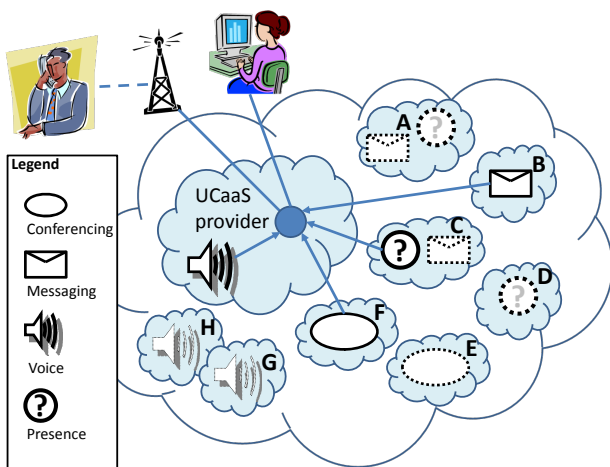 A
B
UCaaS
provider
C
D
F
E
H
G
Legend
Conferencing
Messaging
Voice
?
Presence
?
?
?